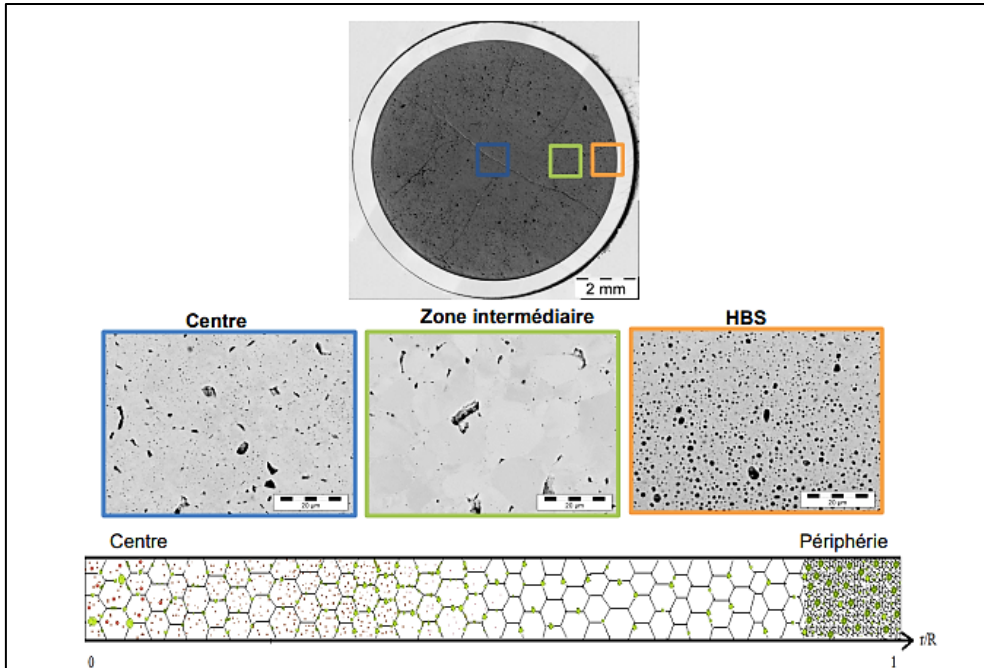 2 mm
Centre
Zone intermédiaire
HBS
20 µm
20 µm
20 µm
Centre
Périphérie
r/R
0
1